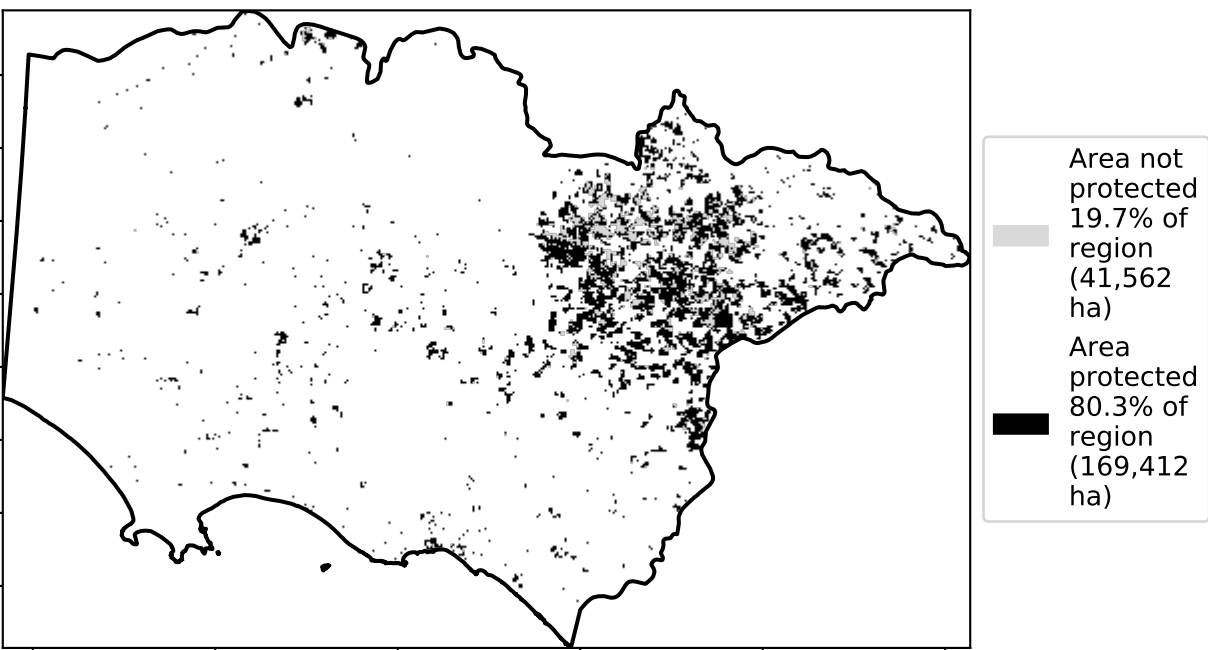 Area not
protected
19.7% of
region
(41,562
ha)
Area
protected
80.3% of
region
(169,412
ha)